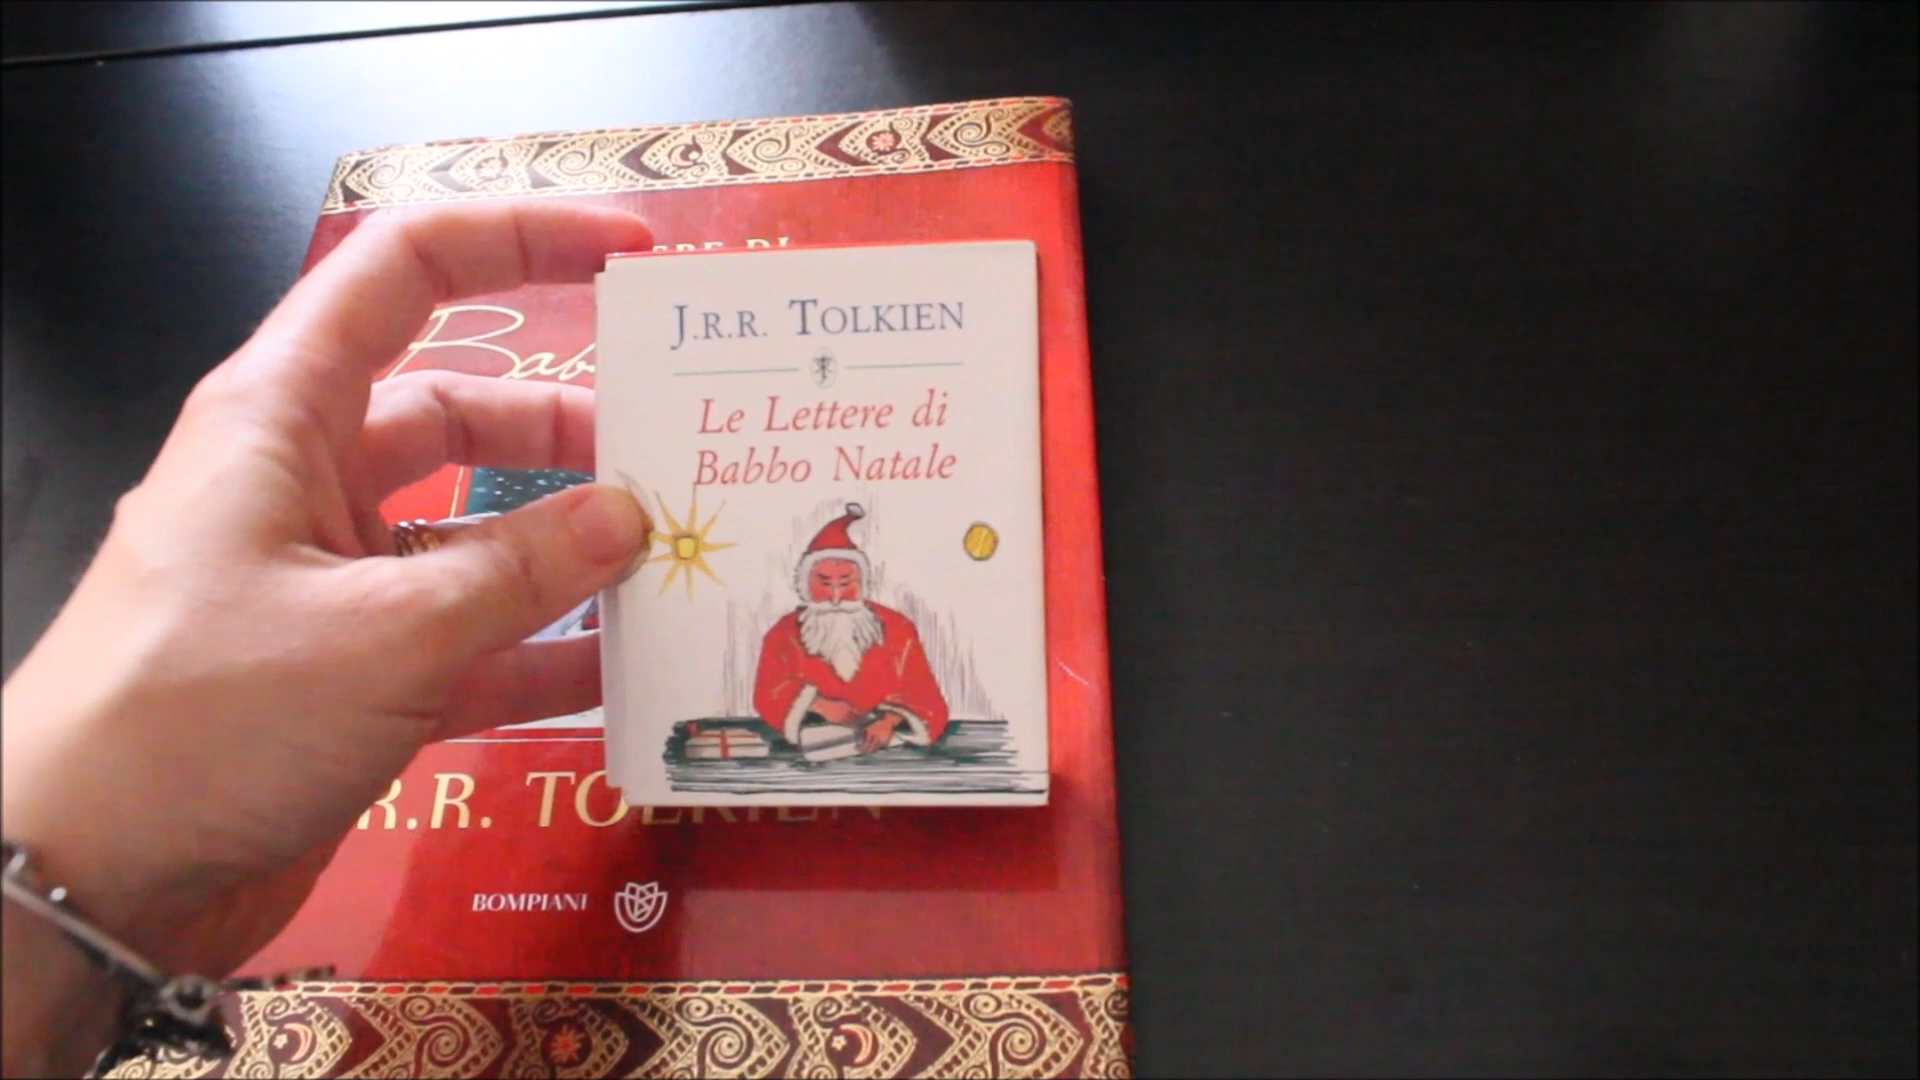 J.R.R. TOLKIEN
Le Lettere di
Babbo Natale
R.R. TOLKIEN
BOMPIANI